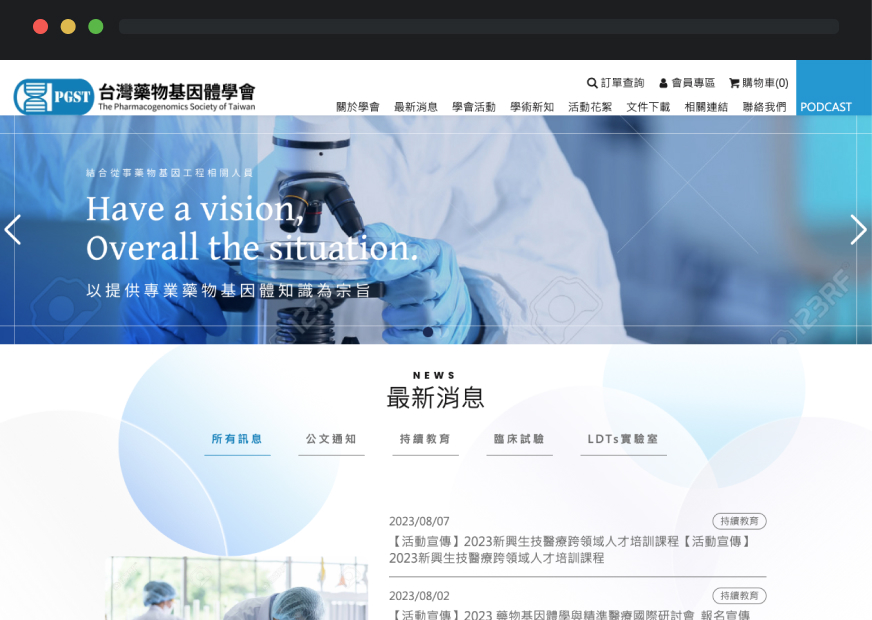 訂單查詢 會員專區 購物車(0)
PGST 台灣藥物基因體學會
The Pharmacogenomics Society of Taiwan
關於學會 最新消息 學會活動 學術新知 活動花絮 文件下載 相關連結 聯絡我們 PODCAST
結合從事藥物基因工程相關人員
Have a vision,
Overall the situation.
以提供專業藥物基因體知識為宗旨
123RF
123RF
NEWS
最新消息
所有訊息 公文通知 持續教育 臨床試驗 LDTs實驗室
2023/08/07 持續教育
【活動宣傳】2023新興生技醫療跨領域人才培訓課程【活動宣傳】
2023新興生技醫療跨領域人才培訓課程
2023/08/02 持續教育
【活動宣傳】2023 藥物基因體學與精準醫療國際研討會 報名宣傳